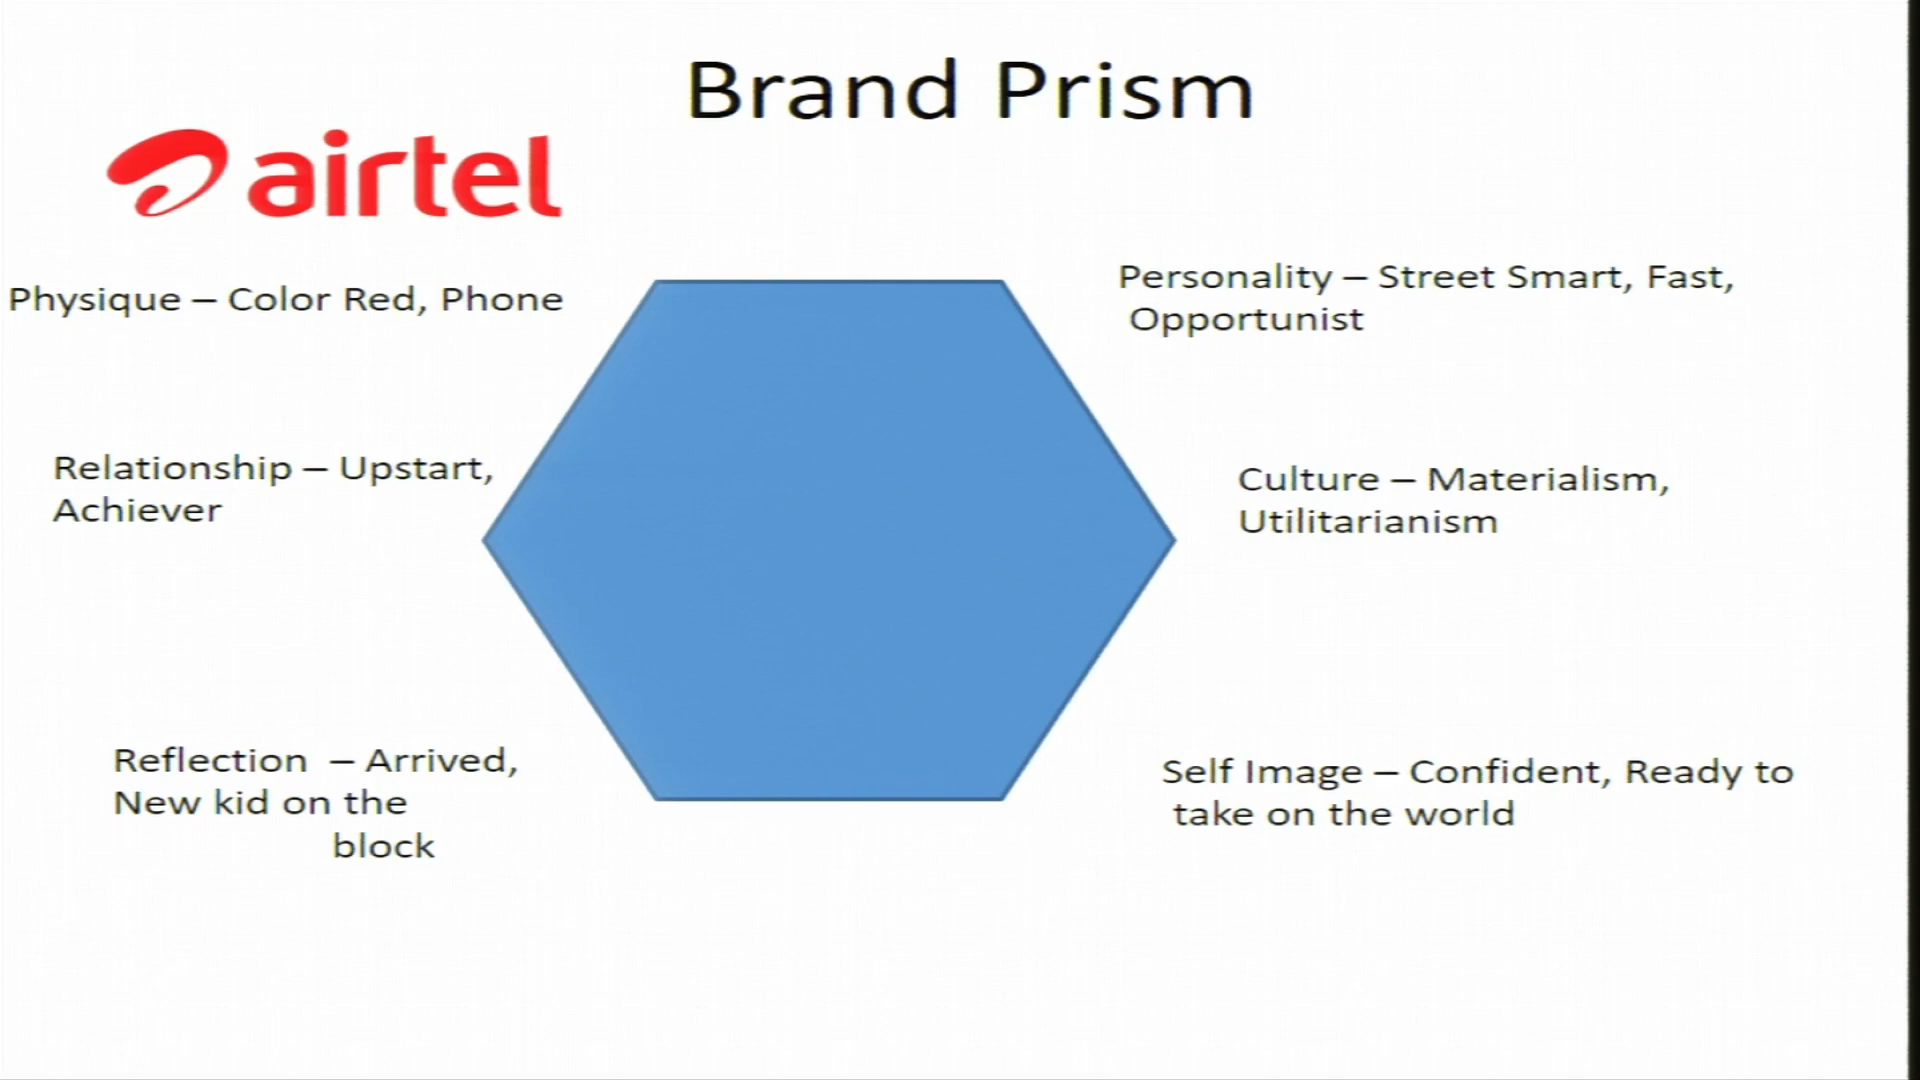 Brand Prism
airtel
Physique – Color Red, Phone
Personality – Street Smart, Fast,
Opportunist
Relationship – Upstart,
Achiever
Culture – Materialism,
Utilitarianism
Reflection – Arrived,
New kid on the
block
Self Image – Confident, Ready to
take on the world